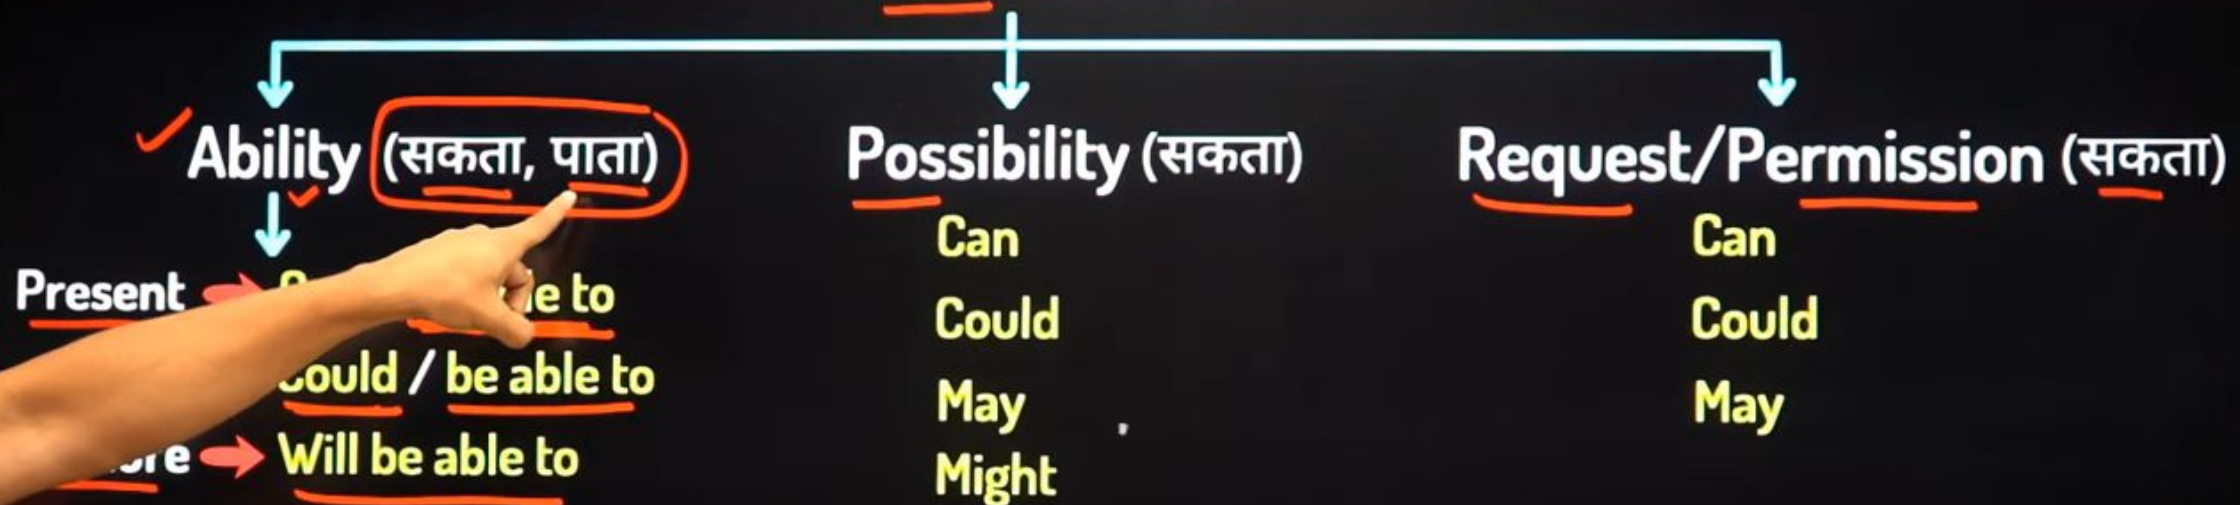 Ability (सकता, पाता)
Possibility (सकता)
Request/Permission (सकता)
Present to
Could / be able to
Will be able to
Can
Could
May
Might
Can
Could
May